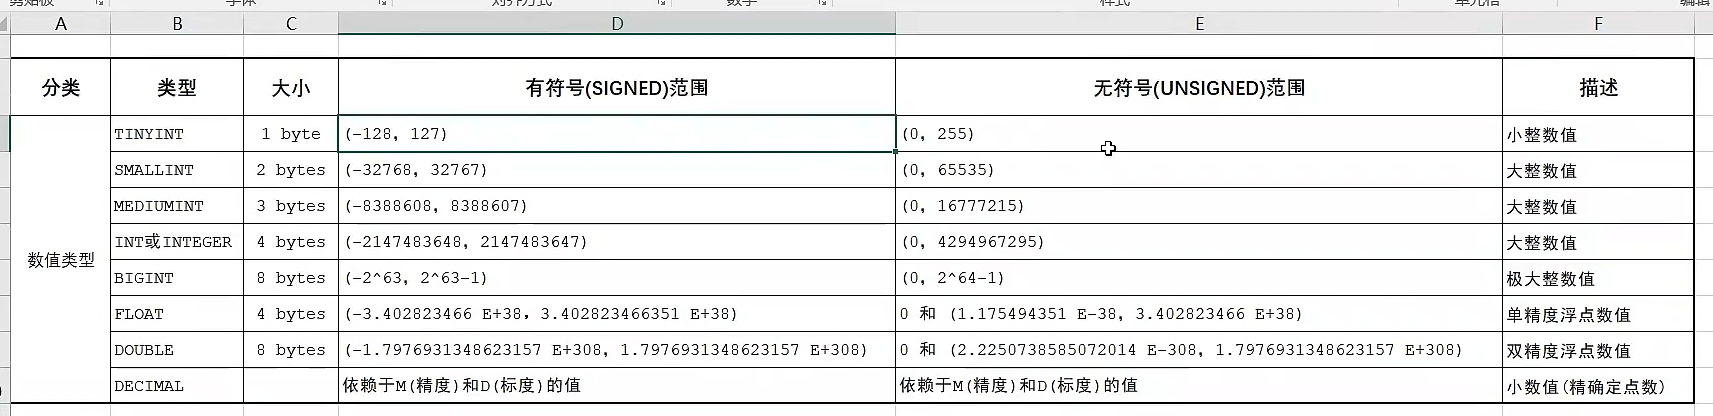 A B C D E F
分类 类型 大小 有符号(SIGNED)范围 无符号(UNSIGNED)范围 描述
数值类型
TINYINT 1 byte (-128, 127) (0, 255) 小整数值
SMALLINT 2 bytes (-32768, 32767) (0, 65535) 大整数值
MEDIUMINT 3 bytes (-8388608, 8388607) (0, 16777215) 大整数值
INT或INTEGER 4 bytes (-2147483648, 2147483647) (0, 4294967295) 大整数值
BIGINT 8 bytes (-2^63, 2^63-1) (0, 2^64-1) 极大整数值
FLOAT 4 bytes (-3.402823466 E+38, 3.402823466351 E+38) 0 和 (1.175494351 E-38, 3.402823466 E+38) 单精度浮点数值
DOUBLE 8 bytes (-1.7976931348623157 E+308, 1.7976931348623157 E+308) 0 和 (2.2250738585072014 E-308, 1.7976931348623157 E+308) 双精度浮点数值
DECIMAL 依赖于M(精度)和D(标度)的值 依赖于M(精度)和D(标度)的值 小数值(精确定点数)